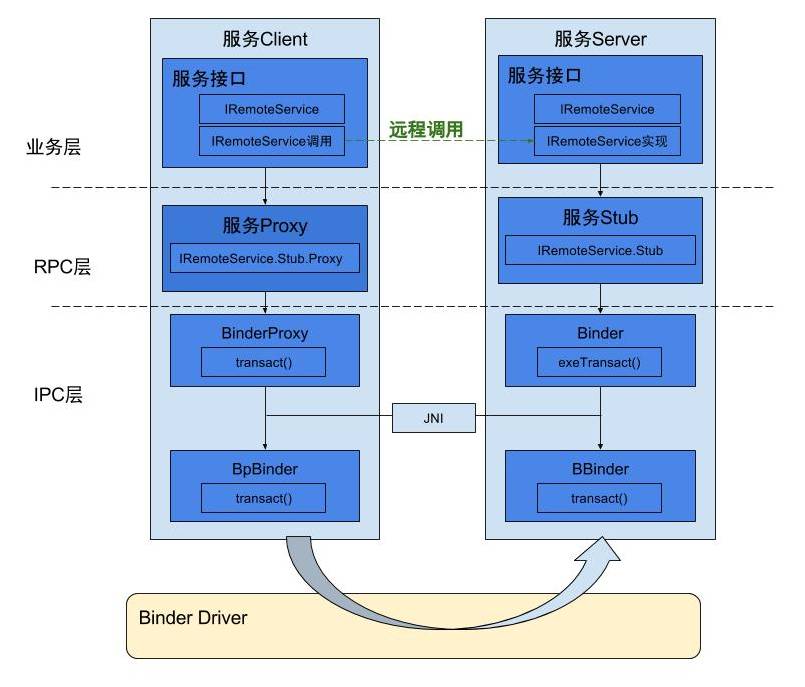 服务Client
服务Server
服务接口
IRemoteService
IRemoteService调用
远程调用
服务接口
IRemoteService
IRemoteService实现
业务层
服务Proxy
IRemoteService.Stub.Proxy
服务Stub
IRemoteService.Stub
RPC层
BinderProxy
transact()
Binder
exeTransact()
IPC层
JNI
BpBinder
transact()
BBinder
transact()
Binder Driver